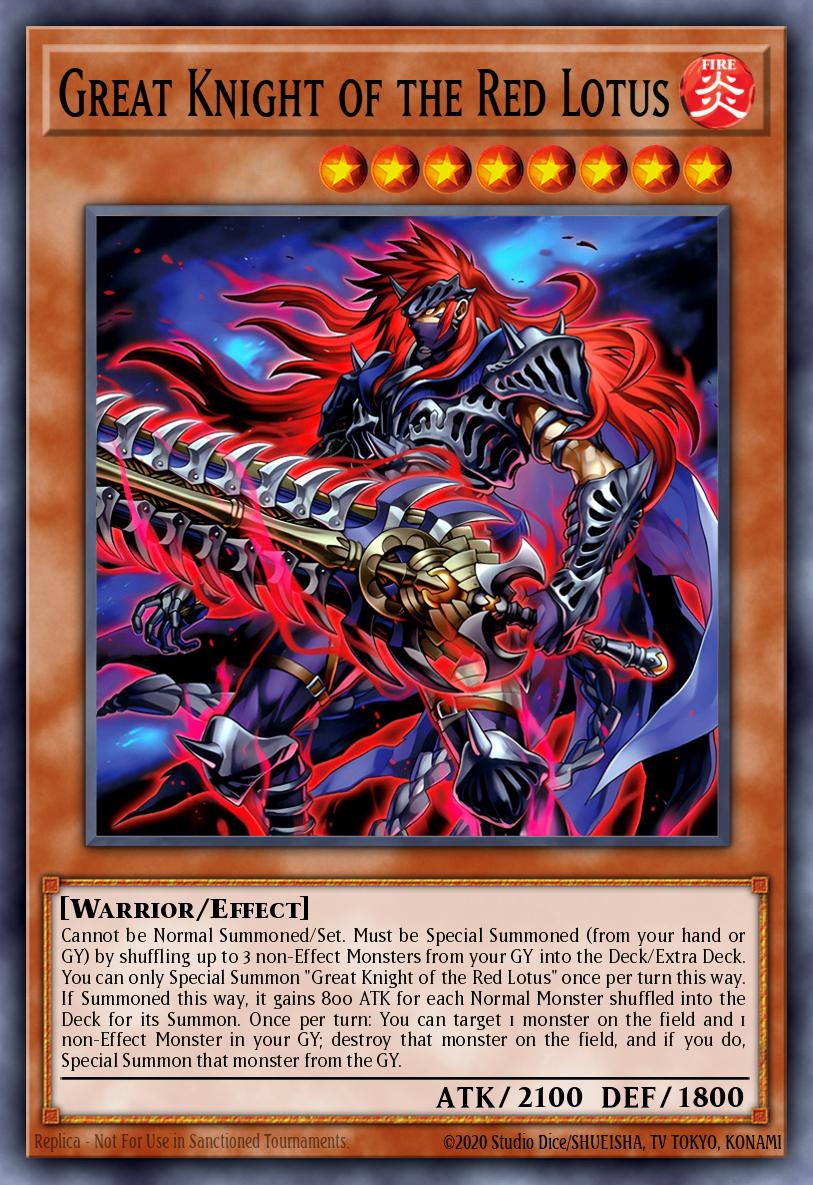 Great Knight of the Red Lotus
FIRE
炎
[Warrior/Effect]
Cannot be Normal Summoned/Set. Must be Special Summoned (from your hand or
GY) by shuffling up to 3 non-Effect Monsters from your GY into the Deck/Extra Deck.
You can only Special Summon "Great Knight of the Red Lotus" once per turn this way.
If Summoned this way, it gains 800 ATK for each Normal Monster shuffled into the
Deck for its Summon. Once per turn: You can target 1 monster on the field and 1
non-Effect Monster in your GY; destroy that monster on the field, and if you do,
Special Summon that monster from the GY.
ATK/2100 DEF/1800
Replica - Not For Use in Sanctioned Tournaments.
©2020 Studio Dice/SHUEISHA, TV TOKYO, KONAMI